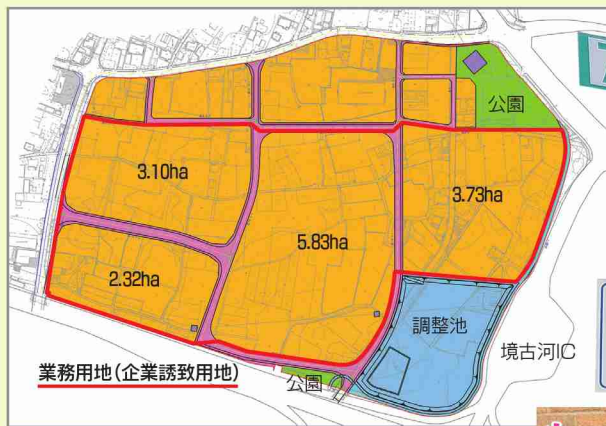 公園
3.10ha
3.73ha
5.83ha
2.32ha
調整池
境古河IC
業務用地(企業誘致用地)
公園